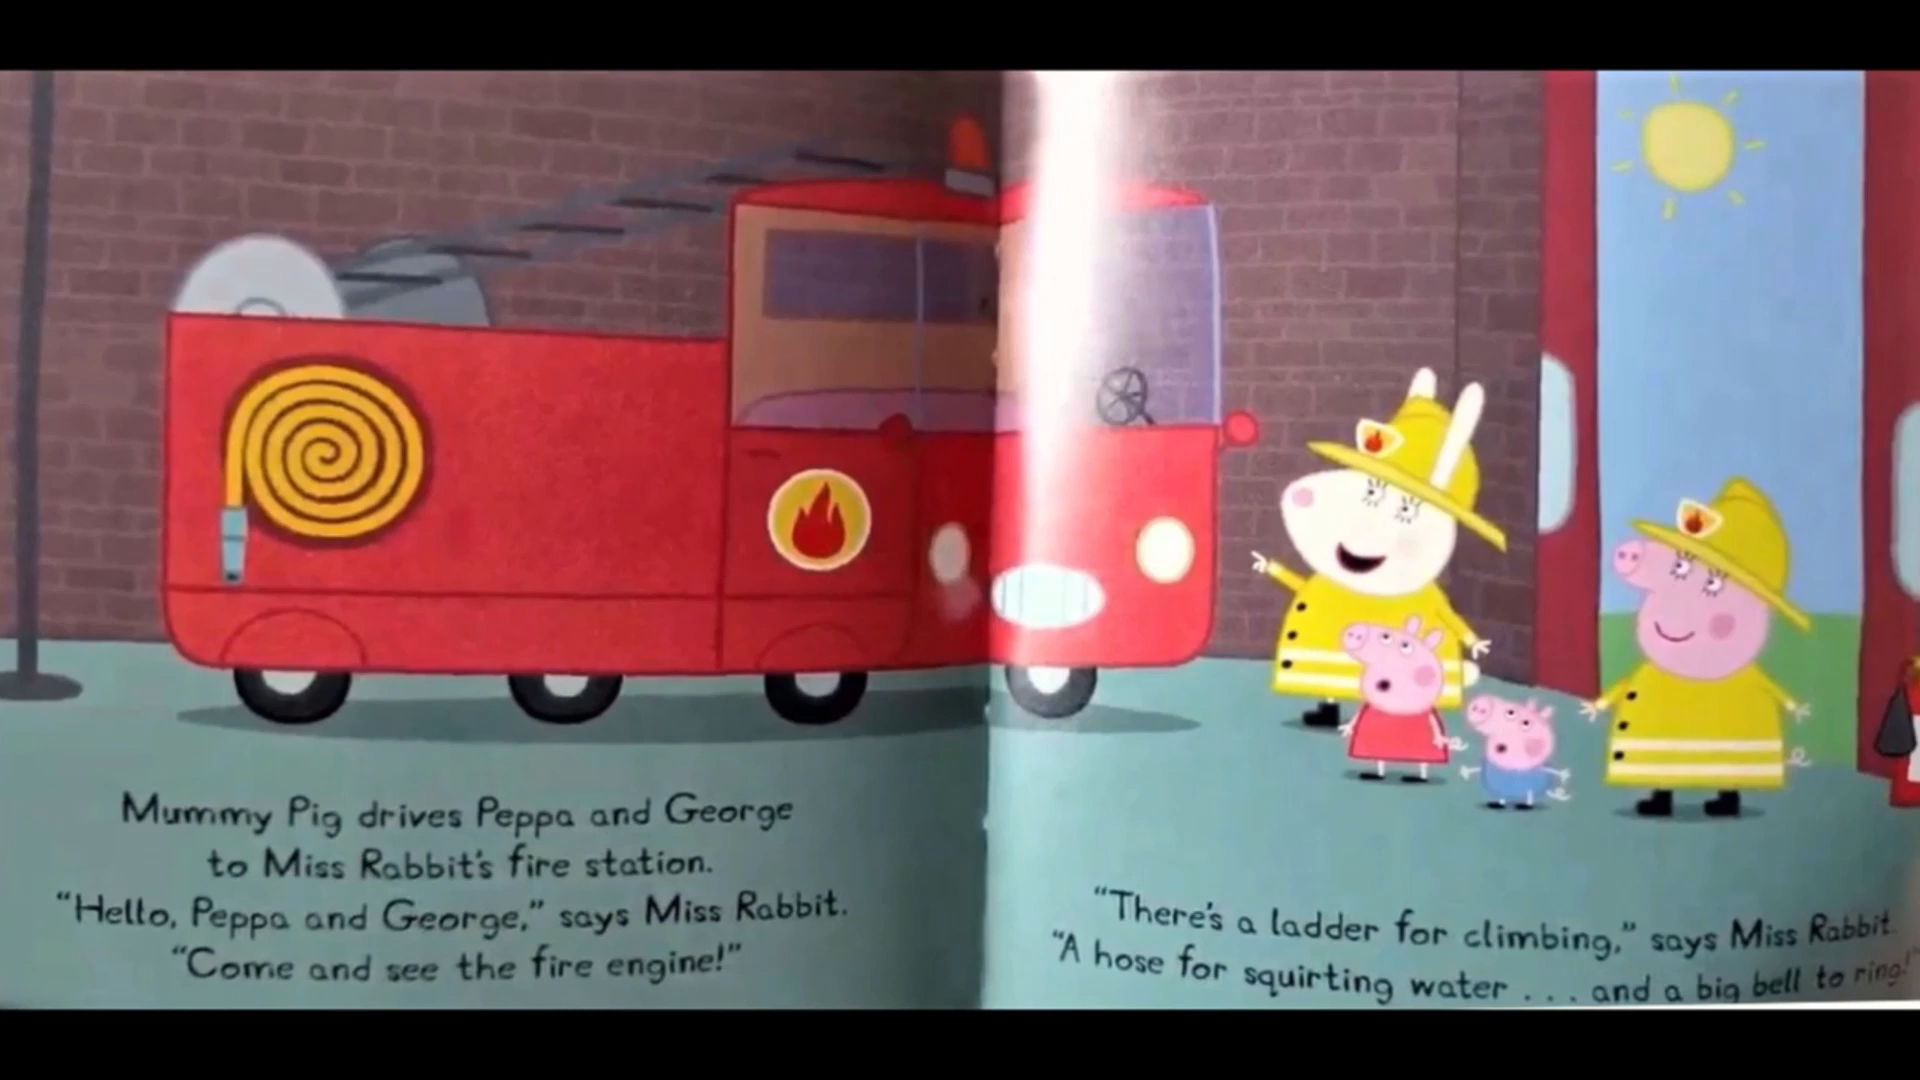 Mummy Pig drives Peppa and George
to Miss Rabbit's fire station.
“Hello, Peppa and George,” says Miss Rabbit.
“Come and see the fire engine!”
“There's a ladder for climbing,” says Miss Rabbit.
“A hose for squirting water . . . and a big bell to ring!”